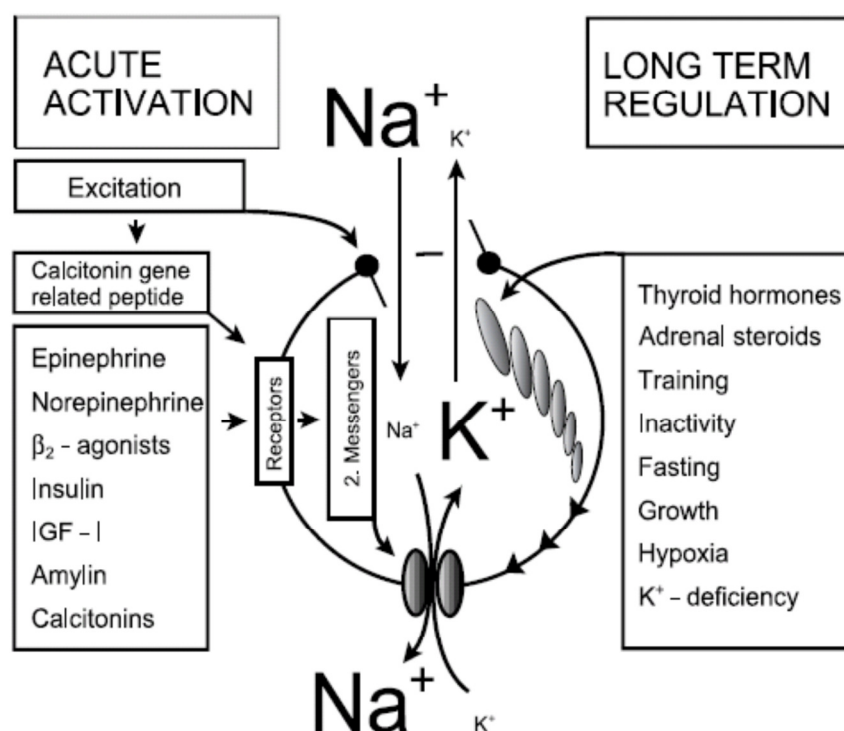 ACUTE
ACTIVATION
LONG TERM
REGULATION
Na⁺
K⁺
Excitation
Calcitonin gene
related peptide
Epinephrine
Norepinephrine
β₂ – agonists
Insulin
IGF – I
Amylin
Calcitonins
Receptors
2. Messengers
–
Na⁺
K⁺
Thyroid hormones
Adrenal steroids
Training
Inactivity
Fasting
Growth
Hypoxia
K⁺ – deficiency
Na⁺
K⁺